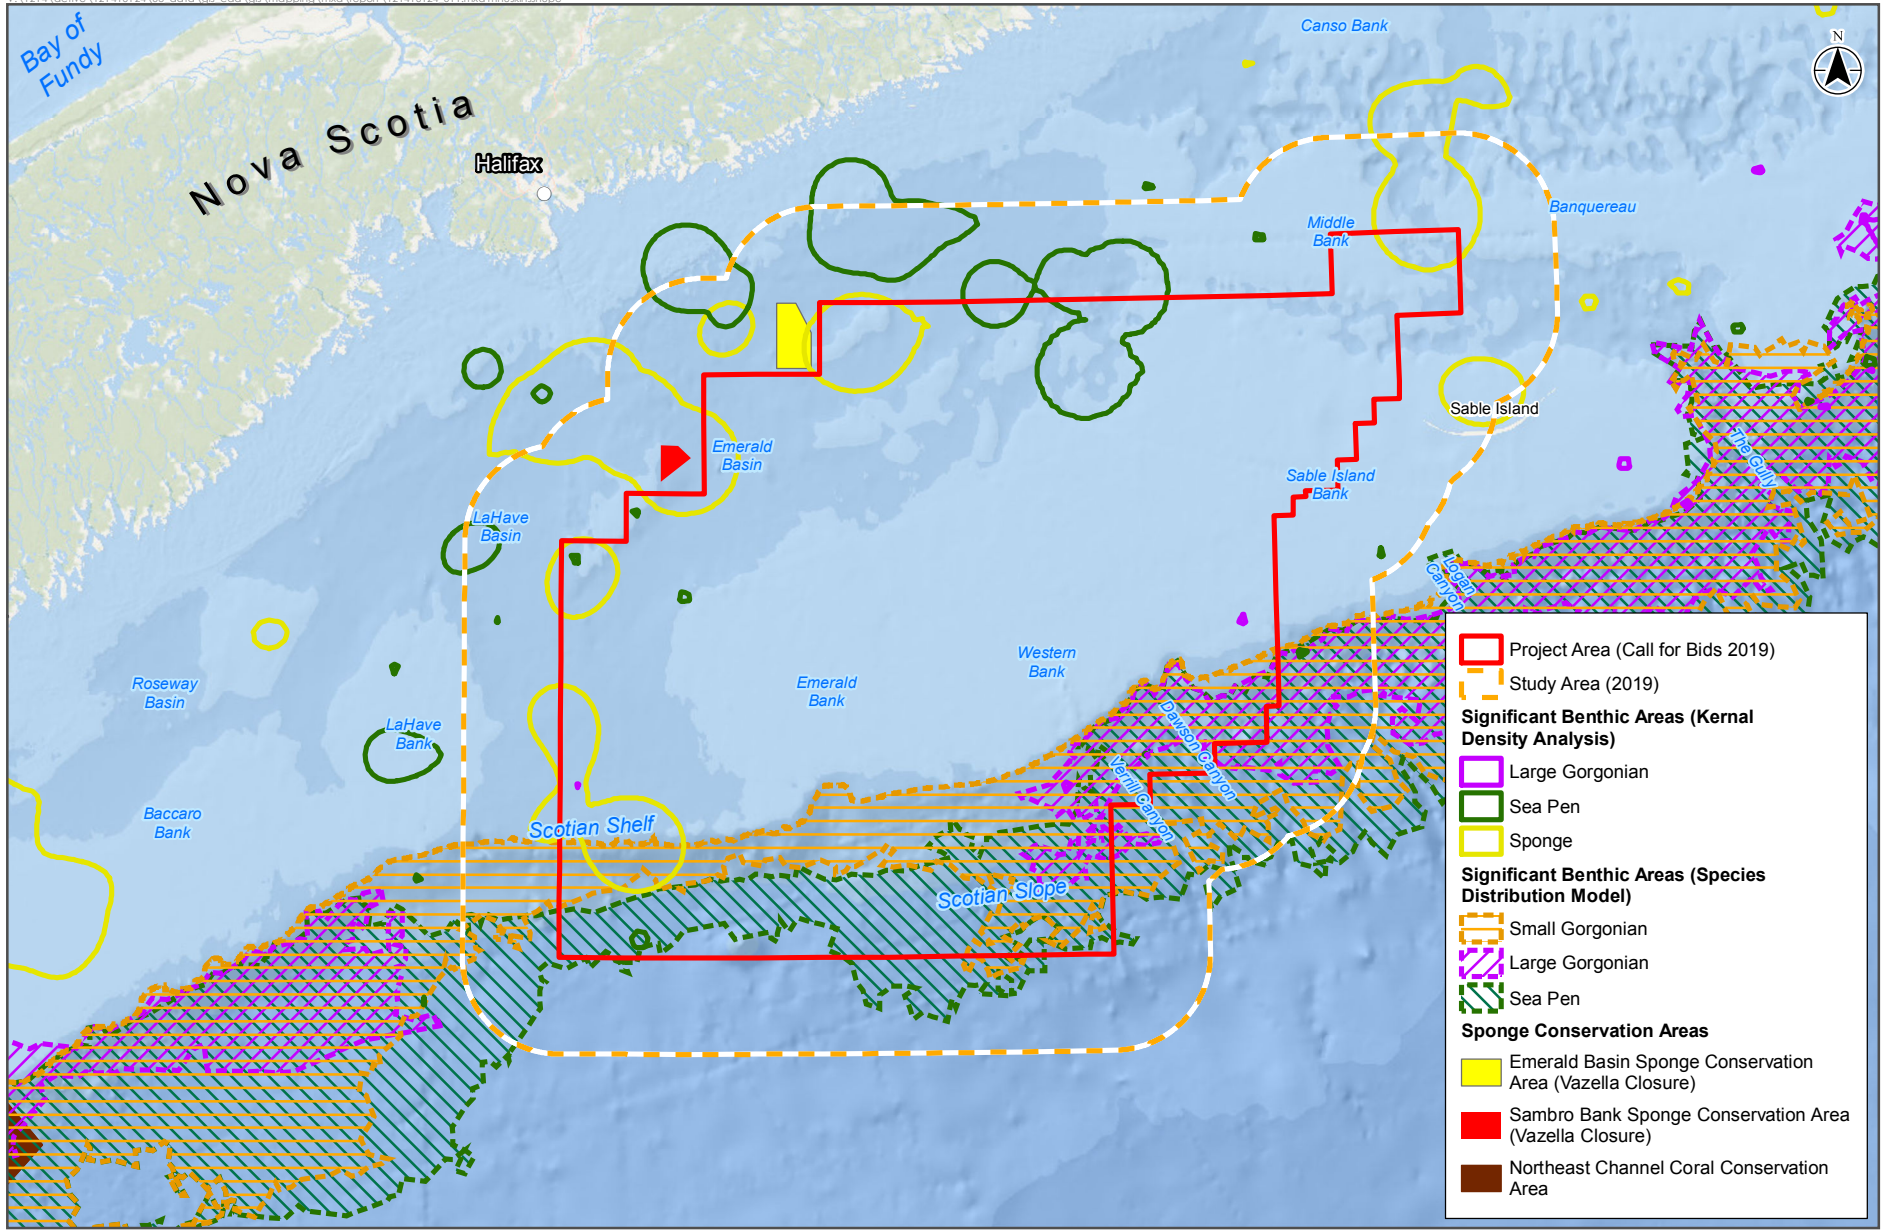 Bay of
Fundy
Nova Scotia
Halifax
Canso Bank
N
Middle
Bank
Banquereau
Sable Island
Emerald
Basin
Sable Island
Bank
The Gully
LaHave
Basin
Logan
Canyon
Western
Bank
Emerald
Bank
Roseway
Basin
LaHave
Bank
Dawson Canyon
Verrill Canyon
Baccaro
Bank
Scotian Shelf
Scotian Slope
Project Area (Call for Bids 2019)
Study Area (2019)
Significant Benthic Areas (Kernal
Density Analysis)
Large Gorgonian
Sea Pen
Sponge
Significant Benthic Areas (Species
Distribution Model)
Small Gorgonian
Large Gorgonian
Sea Pen
Sponge Conservation Areas
Emerald Basin Sponge Conservation
Area (Vazella Closure)
Sambro Bank Sponge Conservation Area
(Vazella Closure)
Northeast Channel Coral Conservation
Area